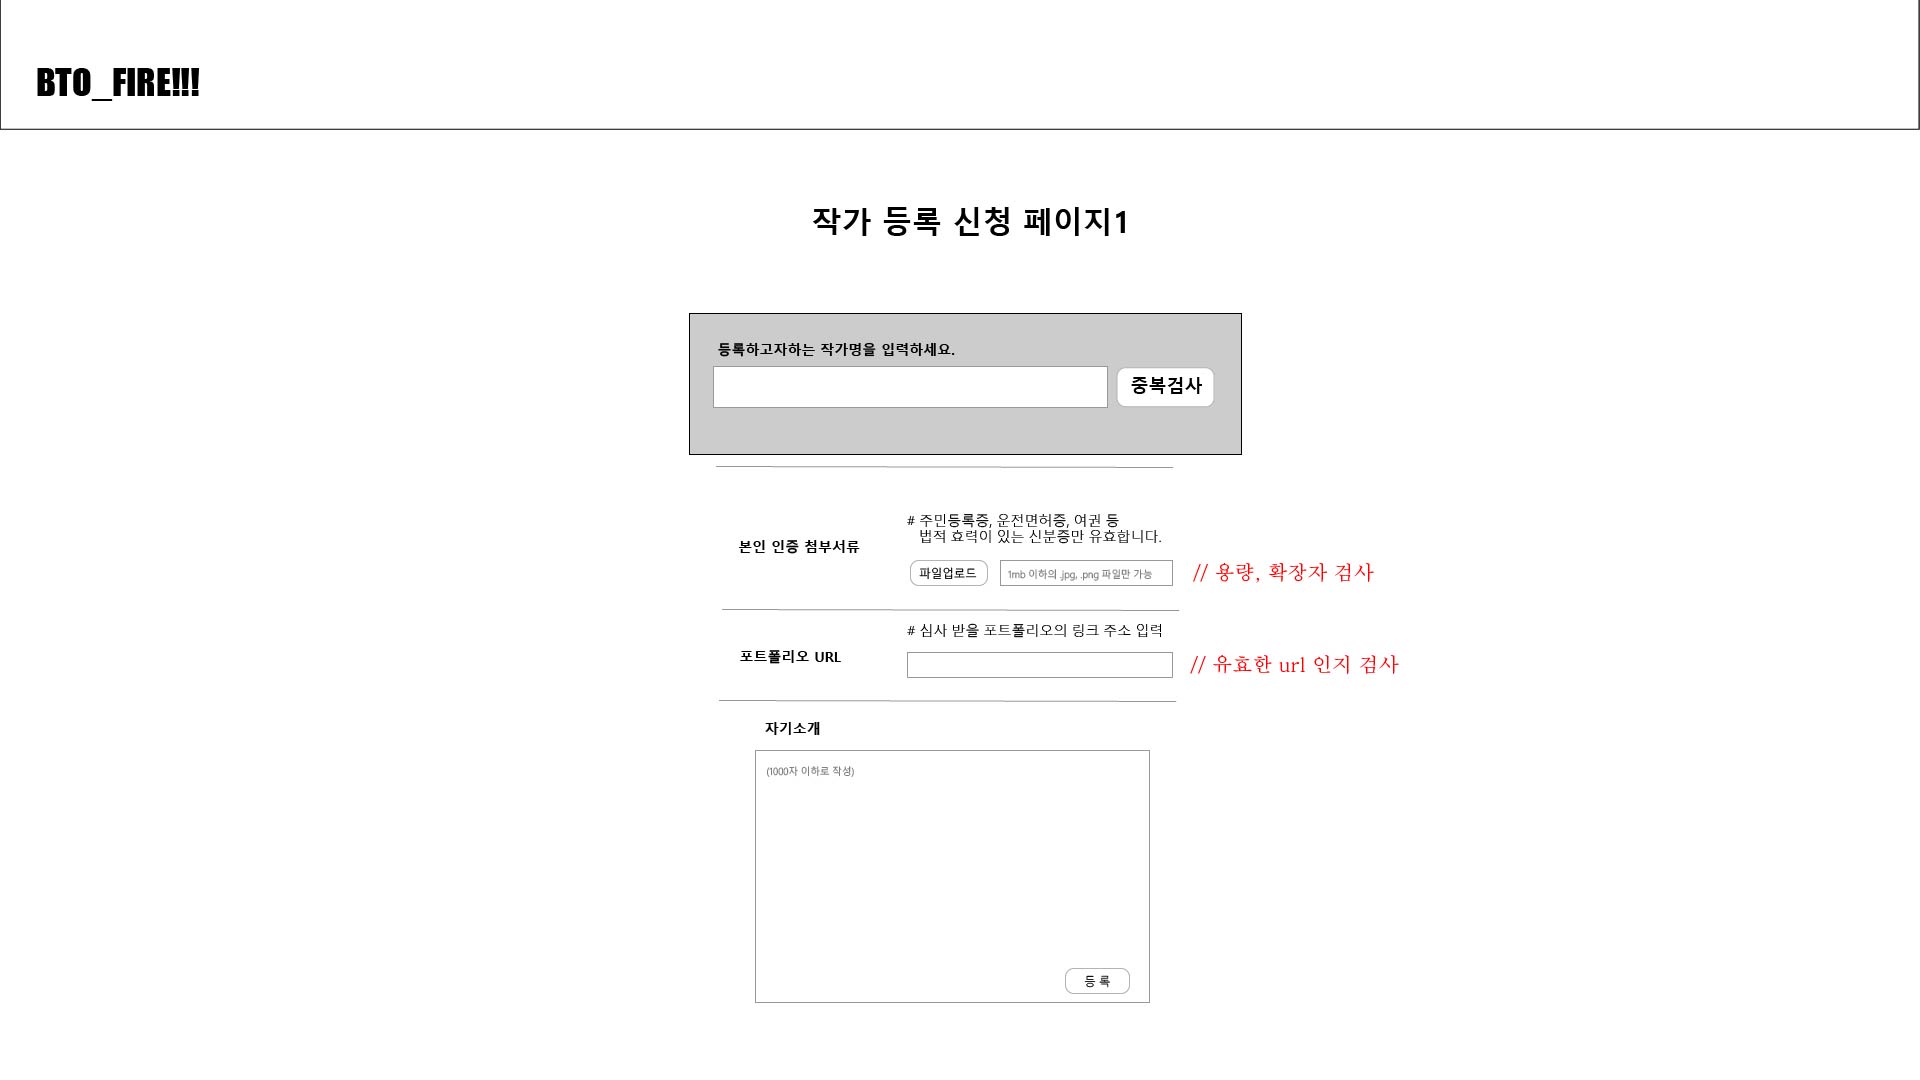 BTO_FIRE!!!
작가 등록 신청 페이지1
등록하고자하는 작가명을 입력하세요.
중복검사
# 주민등록증, 운전면허증, 여권 등
법적 효력이 있는 신분증만 유효합니다.
본인 인증 첨부서류
파일업로드
1mb 이하의 .jpg, .png 파일만 가능
// 용량, 확장자 검사
# 심사 받을 포트폴리오의 링크 주소 입력
포트폴리오 URL
// 유효한 url 인지 검사
자기소개
(1000자 이하로 작성)
등 록